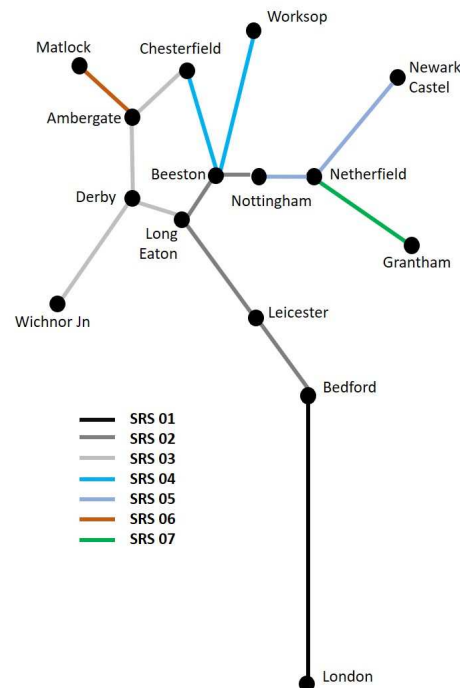 Worksop
Matlock
Chesterfield
Newark
Castel
Ambergate
Beeston
Netherfield
Derby
Nottingham
Long
Eaton
Grantham
Wichnor Jn
Leicester
Bedford
SRS 01
SRS 02
SRS 03
SRS 04
SRS 05
SRS 06
SRS 07
London